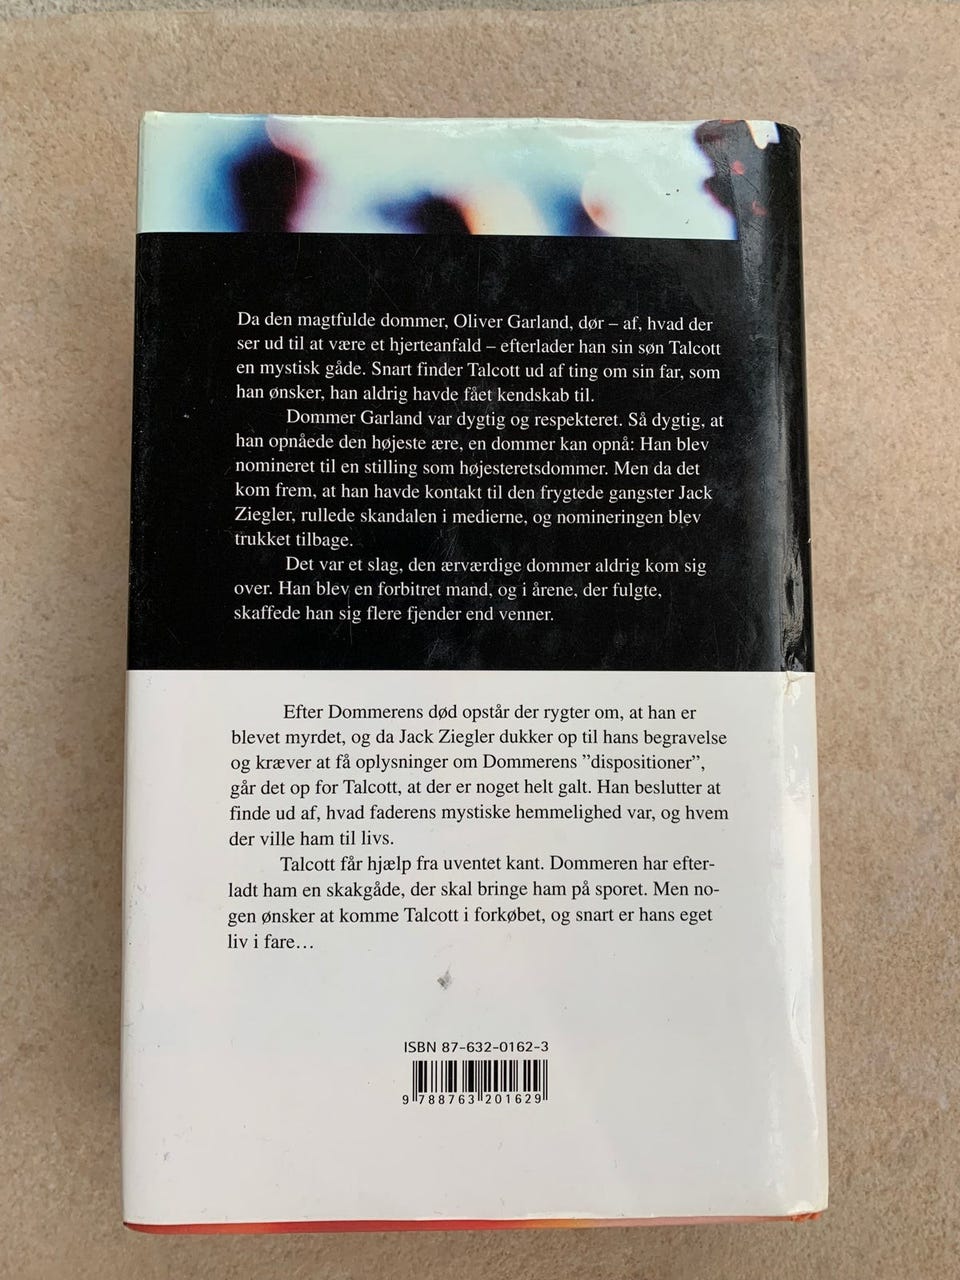 Da den magtfulde dommer, Oliver Garland, dør – af, hvad der
ser ud til at være et hjerteanfald – efterlader han sin søn Talcott
en mystisk gåde. Snart finder Talcott ud af ting om sin far, som
han ønsker, han aldrig havde fået kendskab til.
Dommer Garland var dygtig og respekteret. Så dygtig, at
han opnåede den højeste ære, en dommer kan opnå: Han blev
nomineret til en stilling som højesteretsdommer. Men da det
kom frem, at han havde kontakt til den frygtede gangster Jack
Ziegler, rullede skandalen i medierne, og nomineringen blev
trukket tilbage.
Det var et slag, den ærværdige dommer aldrig kom sig
over. Han blev en forbitret mand, og i årene, der fulgte,
skaffede han sig flere fjender end venner.
Efter Dommerens død opstår der rygter om, at han er
blevet myrdet, og da Jack Ziegler dukker op til hans begravelse
og kræver at få oplysninger om Dommerens ”dispositioner”,
går det op for Talcott, at der er noget helt galt. Han beslutter at
finde ud af, hvad faderens mystiske hemmelighed var, og hvem
der ville ham til livs.
Talcott får hjælp fra uventet kant. Dommeren har efter-
ladt ham en skakgåde, der skal bringe ham på sporet. Men no-
gen ønsker at komme Talcott i forkøbet, og snart er hans eget
liv i fare…
ISBN 87-632-0162-3
9 788763 201629